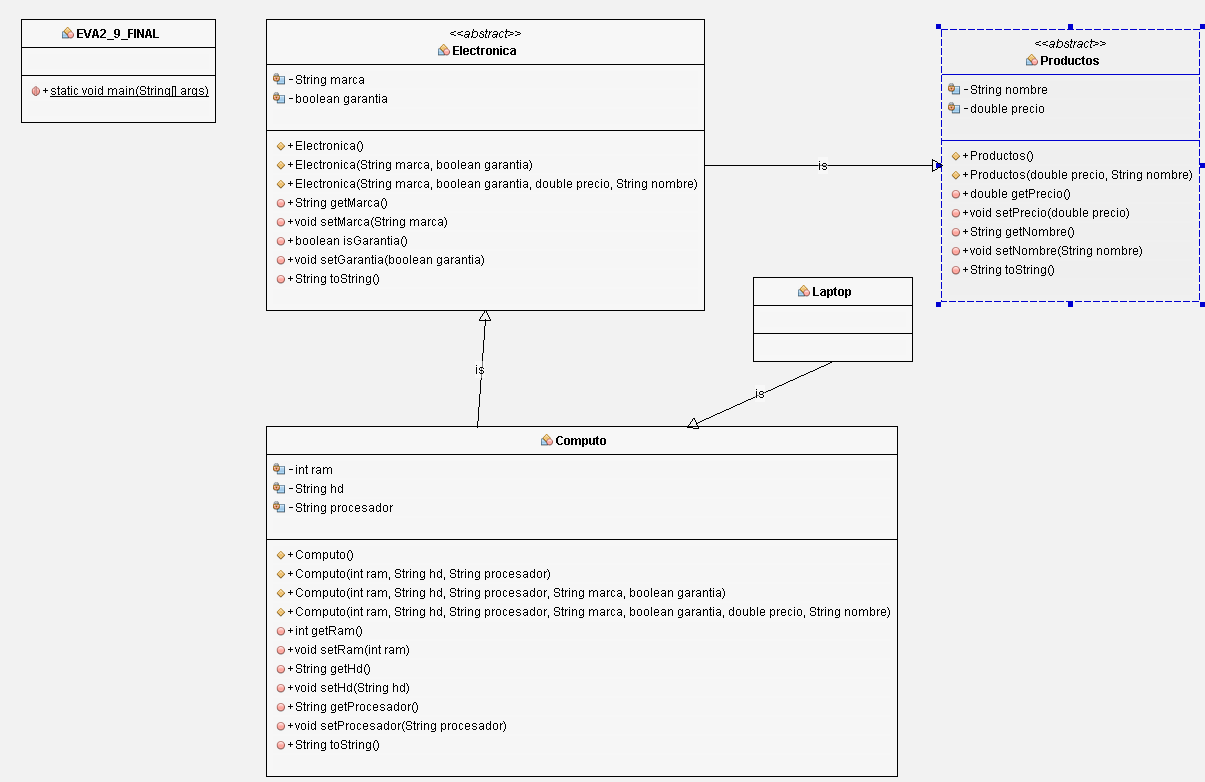 EVA2_9_FINAL
+static void main(String[] args)
<<abstract>>
Electronica
-String marca
-boolean garantia
+Electronica()
+Electronica(String marca, boolean garantia)
+Electronica(String marca, boolean garantia, double precio, String nombre)
+String getMarca()
+void setMarca(String marca)
+boolean isGarantia()
+void setGarantia(boolean garantia)
+String toString()
is
<<abstract>>
Productos
-String nombre
-double precio
+Productos()
+Productos(double precio, String nombre)
+double getPrecio()
+void setPrecio(double precio)
+String getNombre()
+void setNombre(String nombre)
+String toString()
Laptop
is
is
Computo
-int ram
-String hd
-String procesador
+Computo()
+Computo(int ram, String hd, String procesador)
+Computo(int ram, String hd, String procesador, String marca, boolean garantia)
+Computo(int ram, String hd, String procesador, String marca, boolean garantia, double precio, String nombre)
+int getRam()
+void setRam(int ram)
+String getHd()
+void setHd(String hd)
+String getProcesador()
+void setProcesador(String procesador)
+String toString()